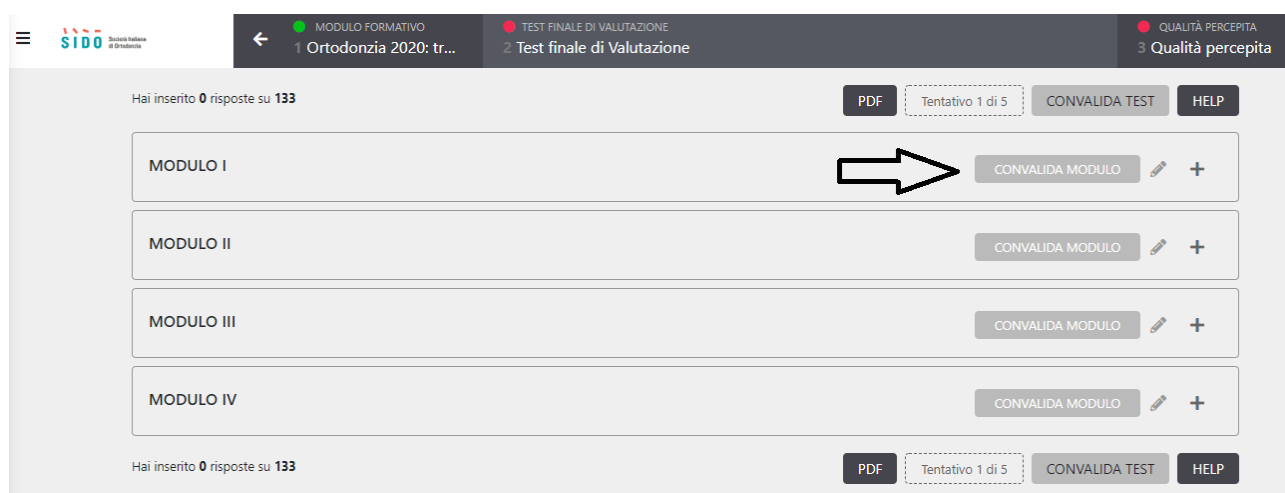 SIDO Società Italiana
di Ortodonzia
MODULO FORMATIVO
1 Ortodonzia 2020: tr...
TEST FINALE DI VALUTAZIONE
2 Test finale di Valutazione
QUALITÀ PERCEPITA
3 Qualità percepita
Hai inserito 0 risposte su 133
PDF
Tentativo 1 di 5
CONVALIDA TEST
HELP
MODULO I
CONVALIDA MODULO
MODULO II
CONVALIDA MODULO
MODULO III
CONVALIDA MODULO
MODULO IV
CONVALIDA MODULO
Hai inserito 0 risposte su 133
PDF
Tentativo 1 di 5
CONVALIDA TEST
HELP